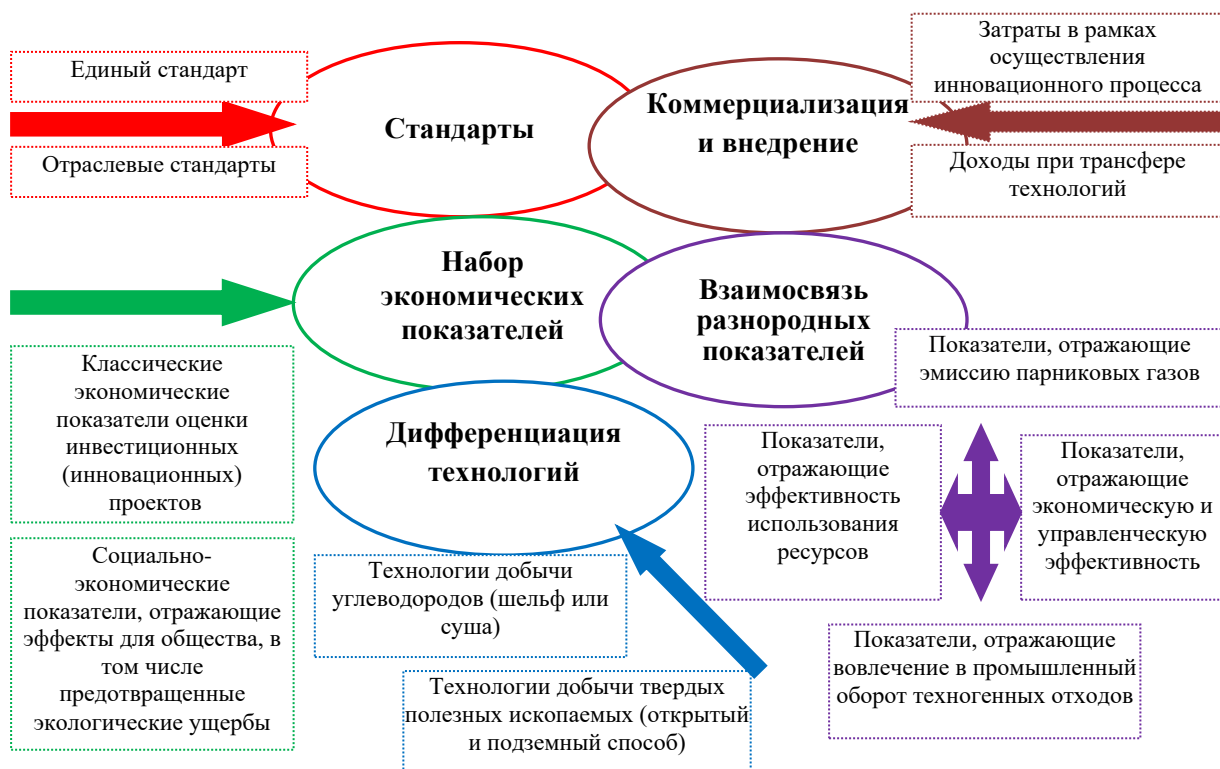 Единый стандарт
Отраслевые стандарты
Стандарты
Коммерциализация
и внедрение
Затраты в рамках
осуществления
инновационного процесса
Доходы при трансфере
технологий
Набор
экономических
показателей
Взаимосвязь
разнородных
показателей
Классические
экономические
показатели оценки
инвестиционных
(инновационных)
проектов
Социально-
экономические
показатели, отражающие
эффекты для общества, в
том числе
предотвращенные
экологические ущербы
Дифференциация
технологий
Технологии добычи
углеводородов (шельф или
суша)
Технологии добычи твердых
полезных ископаемых (открытый
и подземный способ)
Показатели, отражающие
эмиссию парниковых газов
Показатели,
отражающие
эффективность
использования
ресурсов
Показатели,
отражающие
экономическую и
управленческую
эффективность
Показатели, отражающие
вовлечение в промышленный
оборот техногенных отходов